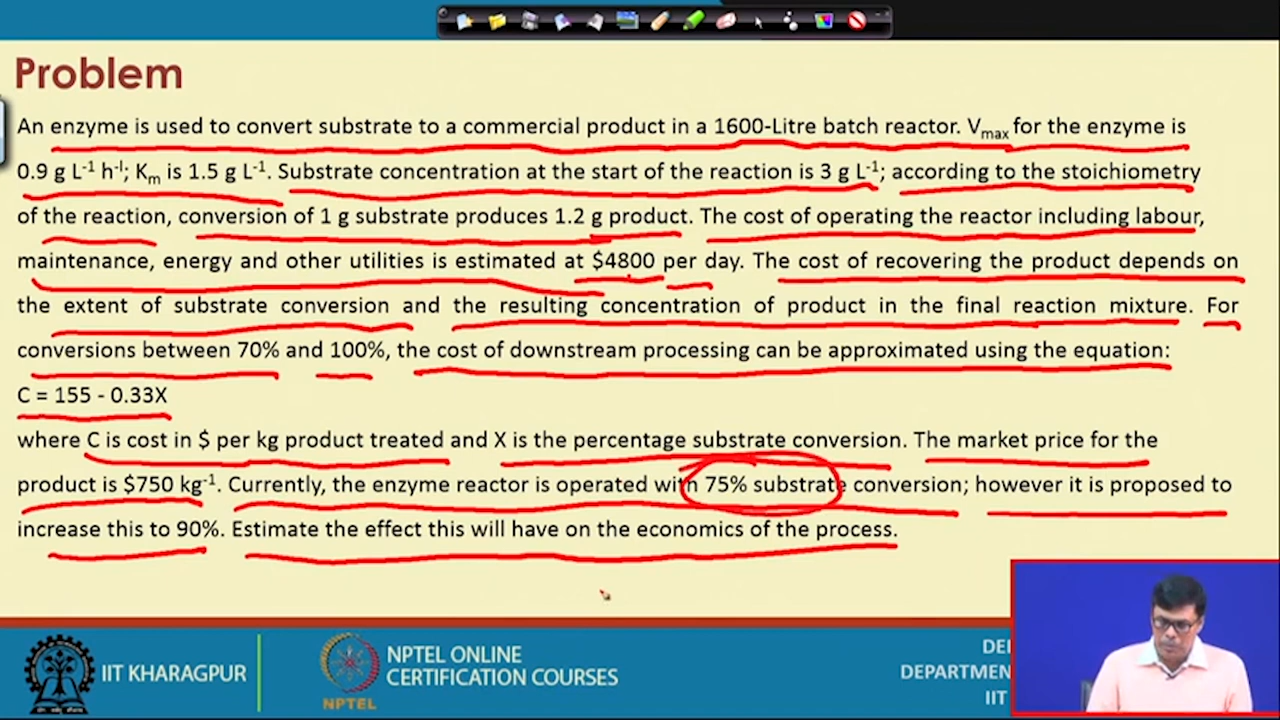 Problem
An enzyme is used to convert substrate to a commercial product in a 1600-Litre batch reactor. Vmax for the enzyme is
0.9 g L-1 h-l; Km is 1.5 g L-1. Substrate concentration at the start of the reaction is 3 g L-1; according to the stoichiometry
of the reaction, conversion of 1 g substrate produces 1.2 g product. The cost of operating the reactor including labour,
maintenance, energy and other utilities is estimated at $4800 per day. The cost of recovering the product depends on
the extent of substrate conversion and the resulting concentration of product in the final reaction mixture. For
conversions between 70% and 100%, the cost of downstream processing can be approximated using the equation:
C = 155 - 0.33X
where C is cost in $ per kg product treated and X is the percentage substrate conversion. The market price for the
product is $750 kg-1. Currently, the enzyme reactor is operated with 75% substrate conversion; however it is proposed to
increase this to 90%. Estimate the effect this will have on the economics of the process.
IIT KHARAGPUR
NPTEL
NPTEL ONLINE
CERTIFICATION COURSES
DEPARTMEN
IIT